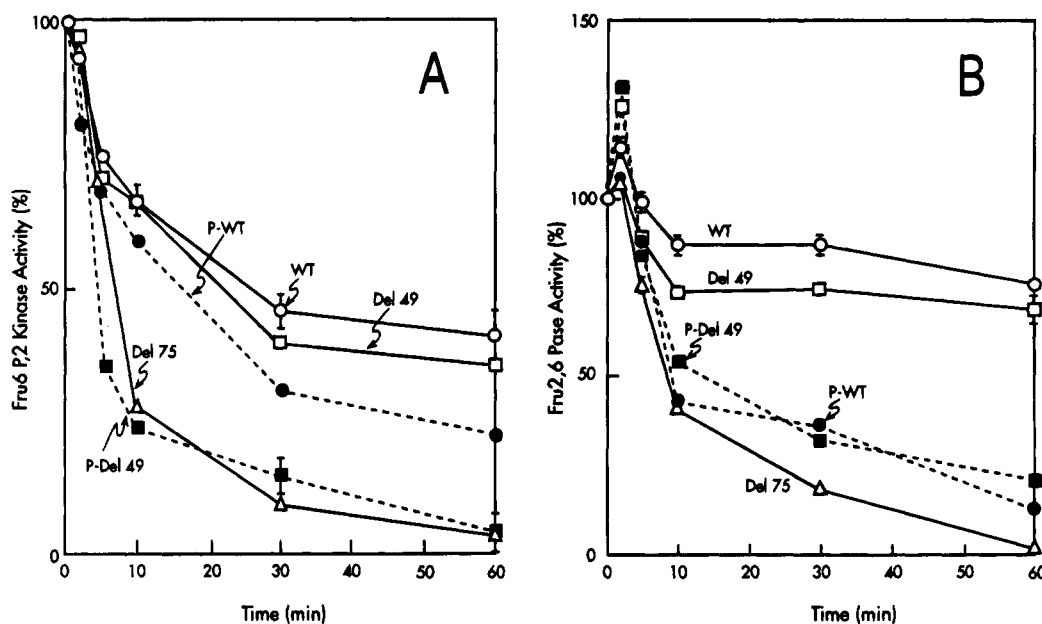 A
Fru6 P,2 Kinase Activity (%)
100
50
0
P-WT
WT
Del 49
Del 75
P-Del 49
0 10 20 30 40 50 60
Time (min)
B
Fru2,6 Pase Activity (%)
150
100
50
0
WT
Del 49
P-Del 49
P-WT
Del 75
0 10 20 30 40 50 60
Time (min)